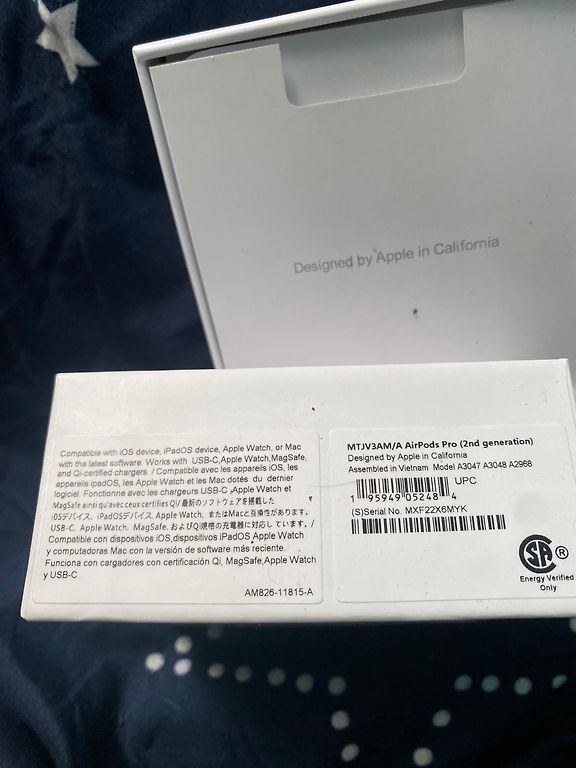 Designed by Apple in California
Compatible with iOS device, iPadOS device, Apple Watch, or Mac
with the latest software. Works with USB-C,Apple Watch,MagSafe,
and Qi-certified chargers. / Compatible avec les appareils iOS, les
appareils ipadOS, les Apple Watch et les Mac dotés du dernier
logiciel. Fonctionne avec les chargeurs USB-C ,Apple Watch et
MagSafe ainsi qu'avec ceux certifies Qi/最新のソフトウェアを搭載した
iOSデバイス、iPadOSデバイス、Apple Watch、またはMacと互換性があります。
USB-C、Apple Watch、MagSafe、およびQi規格の充電器に対応し ています。/
Compatible con dispositivos iOS,dispositivos iPadOS,Apple Watch
y computadoras Mac con la versión de software más reciente.
Funciona con cargadores con certificación Qi, MagSafe,Apple Watch
y USB-C
AM826-11815-A
MTJV3AM/A AirPods Pro (2nd generation)
Designed by Apple in California
Assembled in Vietnam Model A3047 A3048 A2968
UPC
1 95949 05248 4
(S)Serial No. MXF22X6MYK
SA ®
Energy Verified
Only